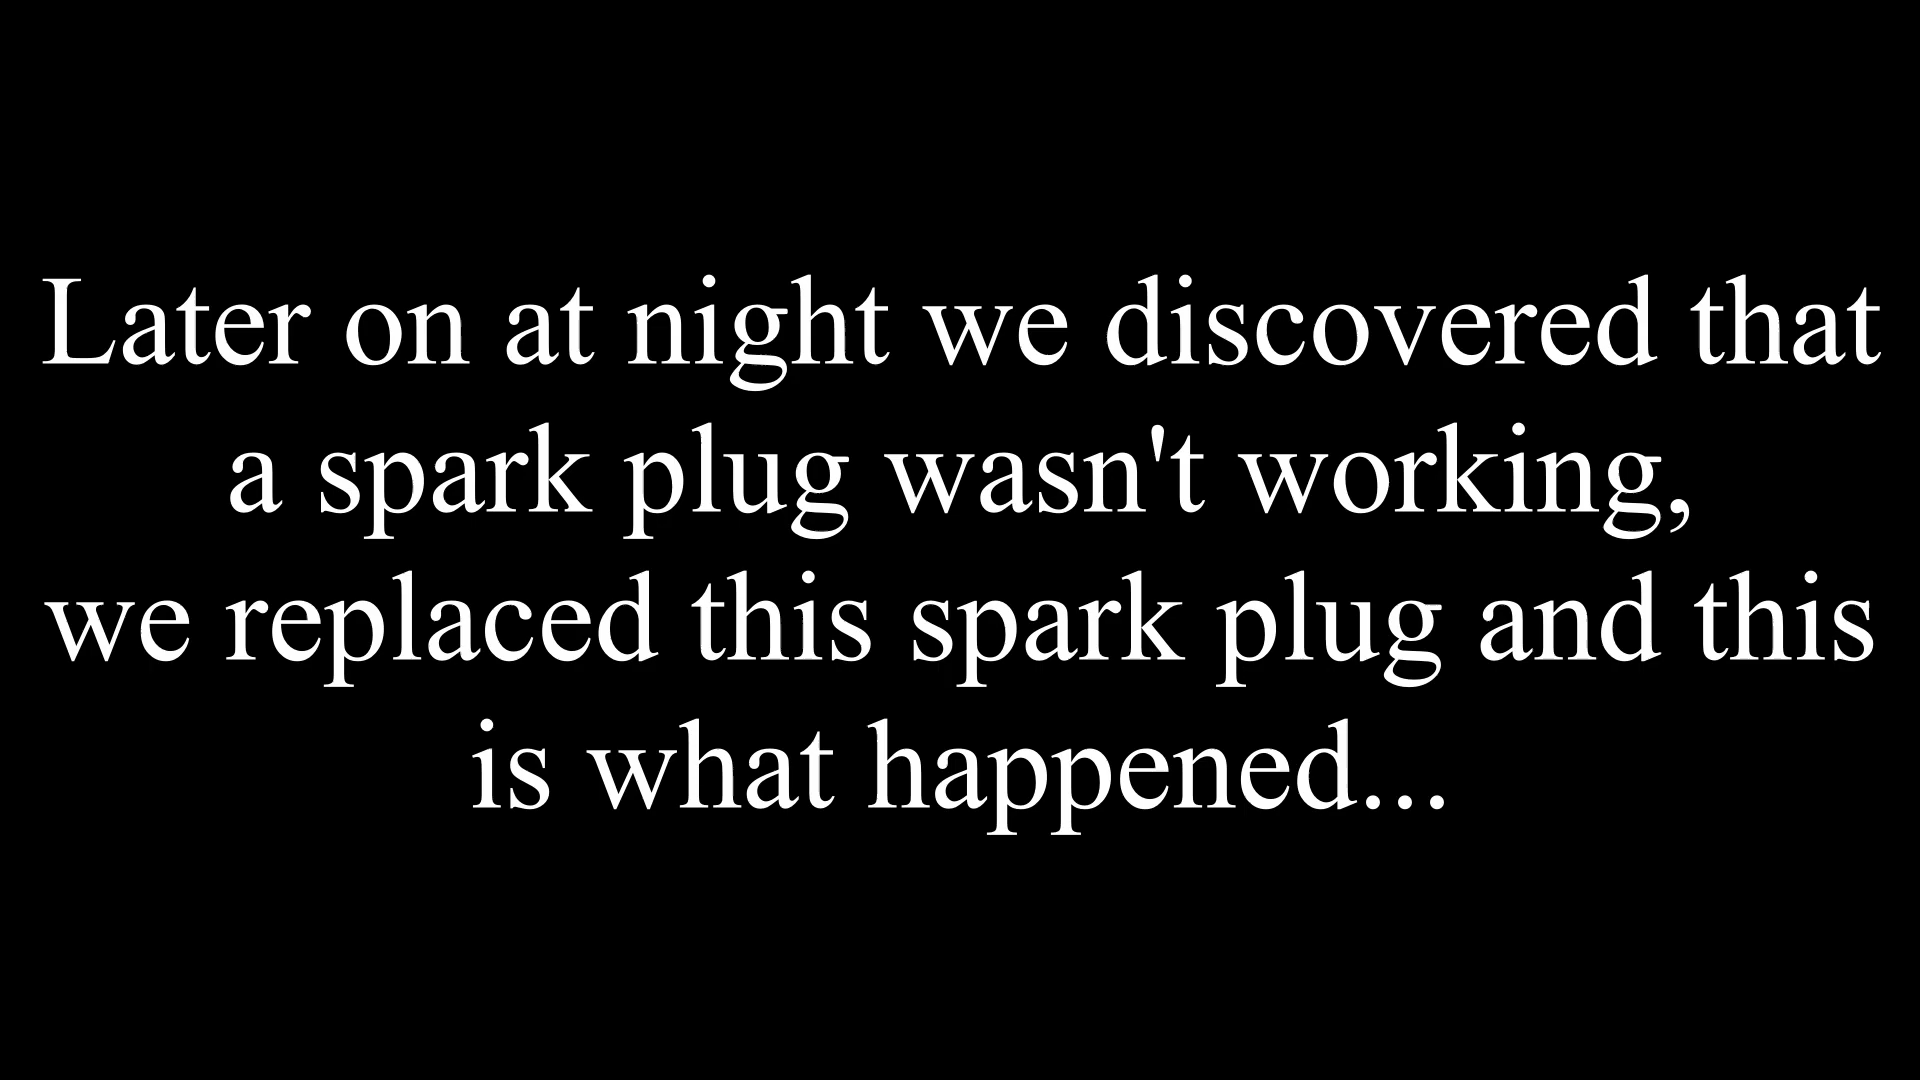 Later on at night we discovered that
a spark plug wasn't working,
we replaced this spark plug and this
is what happened...